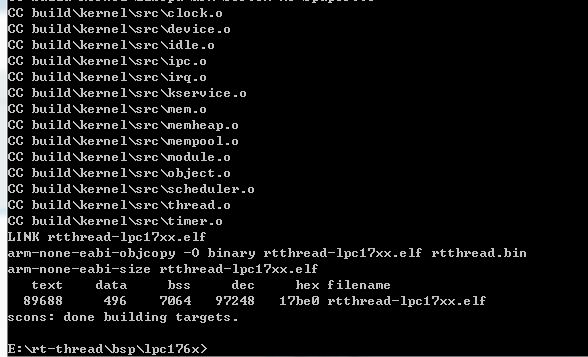 CC build\kernel\src\clock.o
CC build\kernel\src\device.o
CC build\kernel\src\idle.o
CC build\kernel\src\ipc.o
CC build\kernel\src\irq.o
CC build\kernel\src\kservice.o
CC build\kernel\src\mem.o
CC build\kernel\src\memheap.o
CC build\kernel\src\mempool.o
CC build\kernel\src\module.o
CC build\kernel\src\object.o
CC build\kernel\src\scheduler.o
CC build\kernel\src\thread.o
CC build\kernel\src\timer.o
LINK rtthread-lpc17xx.elf
arm-none-eabi-objcopy -O binary rtthread-lpc17xx.elf rtthread.bin
arm-none-eabi-size rtthread-lpc17xx.elf
   text    data     bss     dec     hex filename
  89688     496    7064   97248   17be0 rtthread-lpc17xx.elf
scons: done building targets.
E:\rt-thread\bsp\lpc176x>